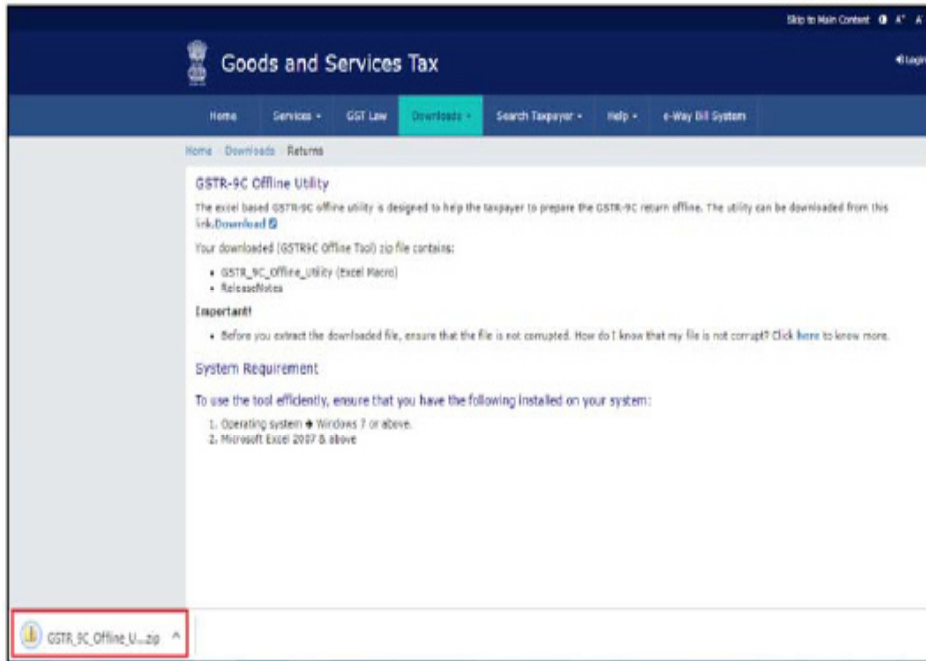 Skip to Main Content A+ A
Goods and Services Tax
Login
Home Services GST Law Downloads Search Taxpayer Help e-Way Bill System
Home Downloads Returns
GSTR-9C Offline Utility
The excel based GSTR-9C offline utility is designed to help the taxpayer to prepare the GSTR-9C return offline. The utility can be downloaded from this
link.Download
Your downloaded (GSTR9C Offline Tool) zip file contains:
• GSTR_9C_Offline_Utility (Excel Macro)
• ReleaseNotes
Important!
• Before you extract the downloaded file, ensure that the file is not corrupted. How do I know that my file is not corrupt? Click here to know more.
System Requirement
To use the tool efficiently, ensure that you have the following installed on your system:
1. Operating system → Windows 7 or above.
2. Microsoft Excel 2007 & above
GSTR_9C_Offline_U....zip